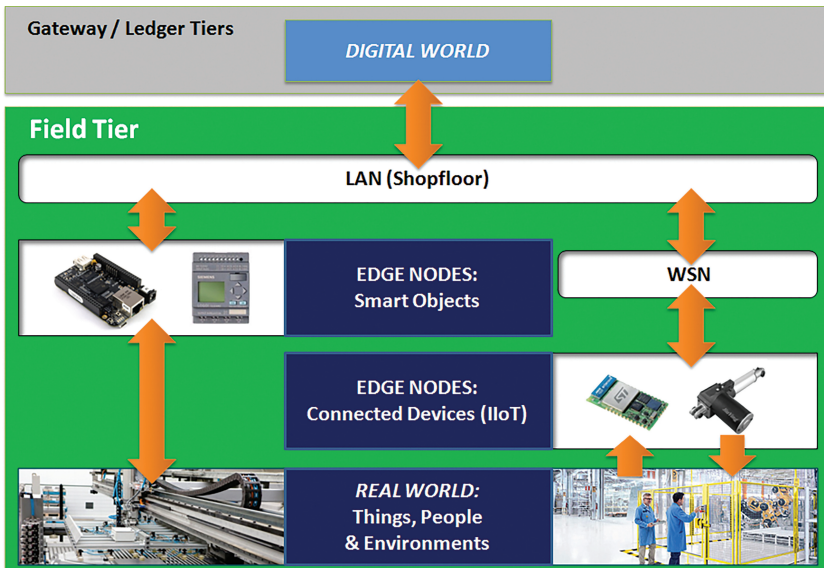 Gateway / Ledger Tiers
DIGITAL WORLD
Field Tier
LAN (Shopfloor)
EDGE NODES:
Smart Objects
WSN
EDGE NODES:
Connected Devices (IIoT)
REAL WORLD:
Things, People
& Environments
SIEMENS